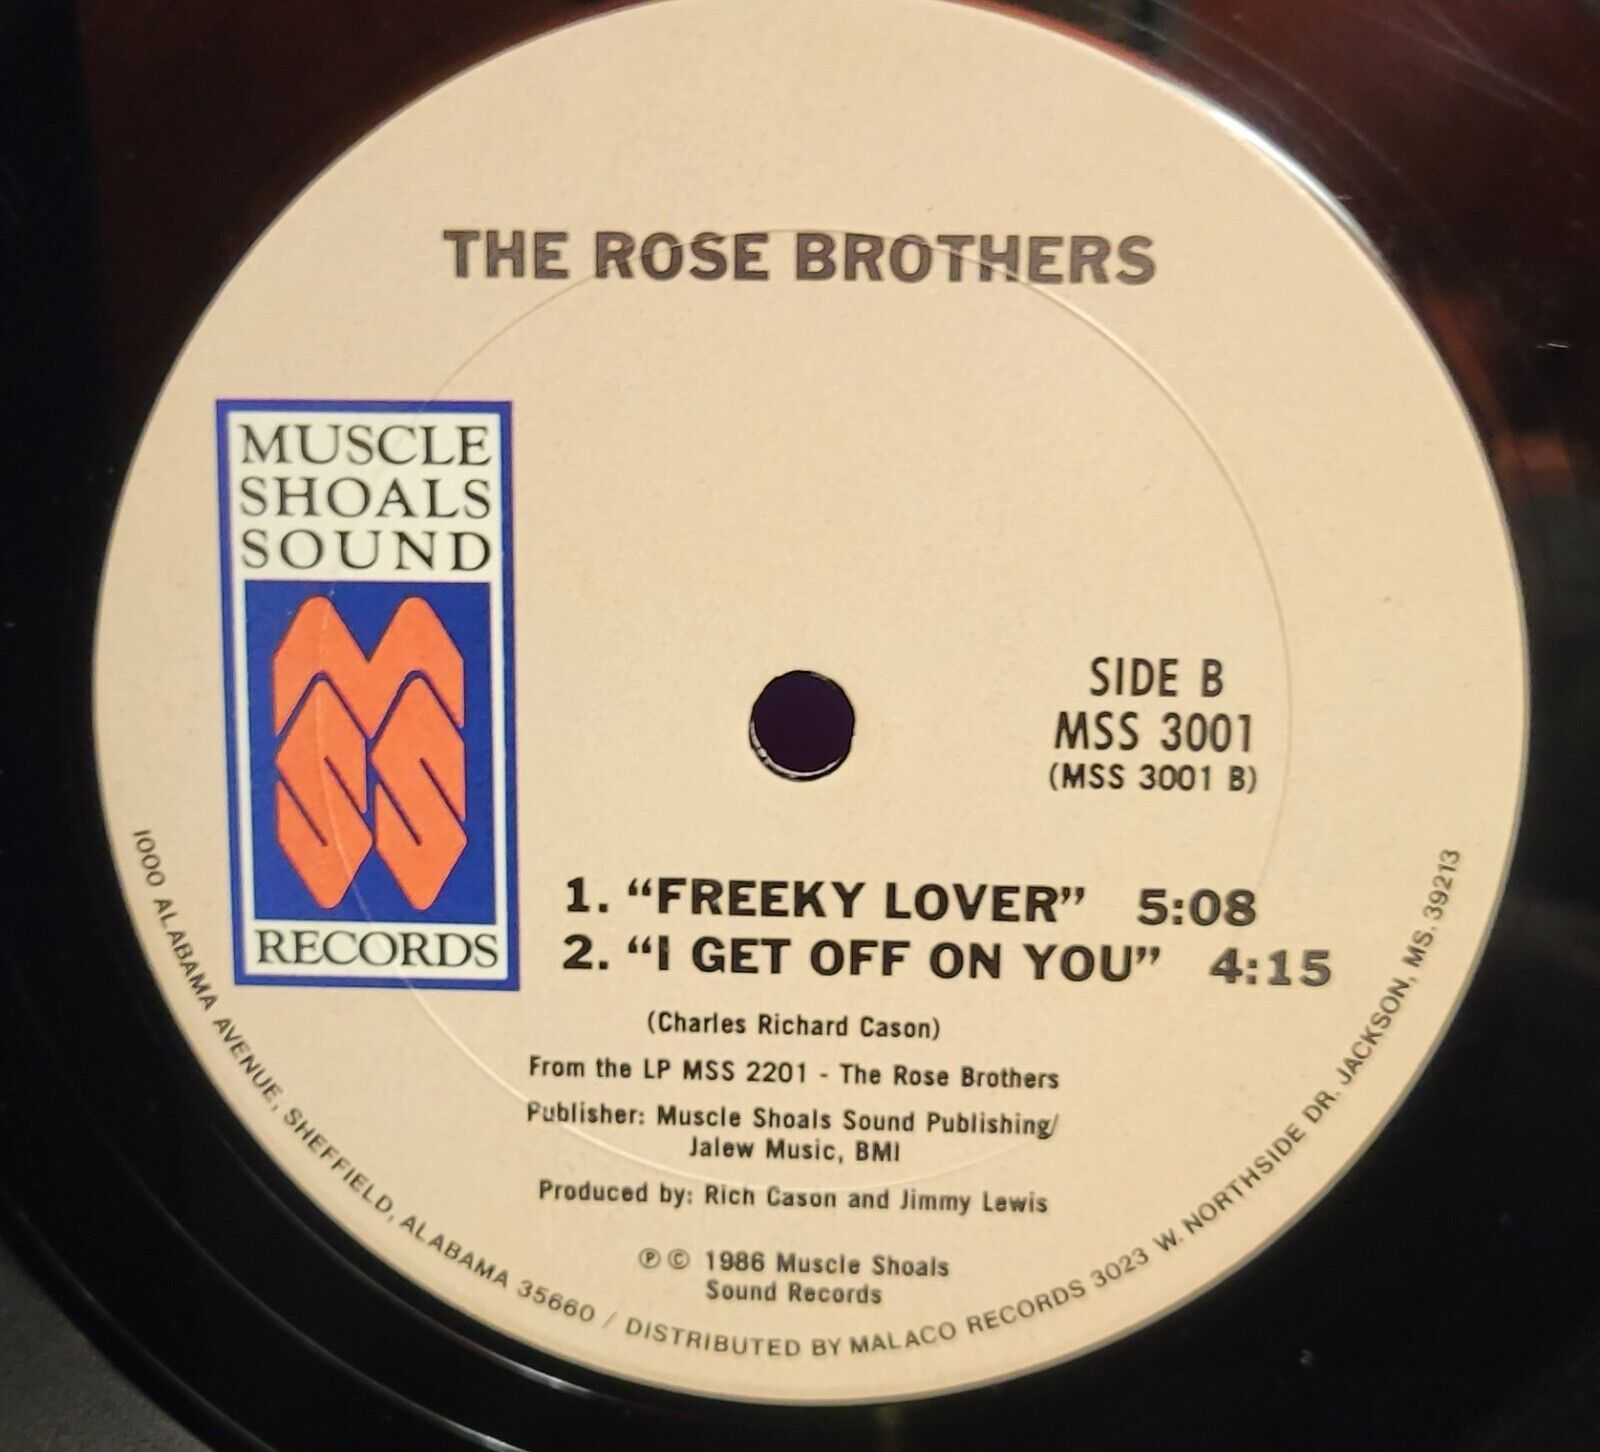 THE ROSE BROTHERS
MUSCLE
SHOALS
SOUND
MSS
RECORDS
SIDE B
MSS 3001
(MSS 3001 B)
1. “FREEKY LOVER” 5:08
2. “I GET OFF ON YOU” 4:15
(Charles Richard Cason)
From the LP MSS 2201 - The Rose Brothers
Publisher: Muscle Shoals Sound Publishing/
Jalew Music, BMI
Produced by: Rich Cason and Jimmy Lewis
℗ © 1986 Muscle Shoals
Sound Records
1000 ALABAMA AVENUE, SHEFFIELD, ALABAMA 35660 / DISTRIBUTED BY MALACO RECORDS 3023 W. NORTHSIDE DR. JACKSON, MS. 39213